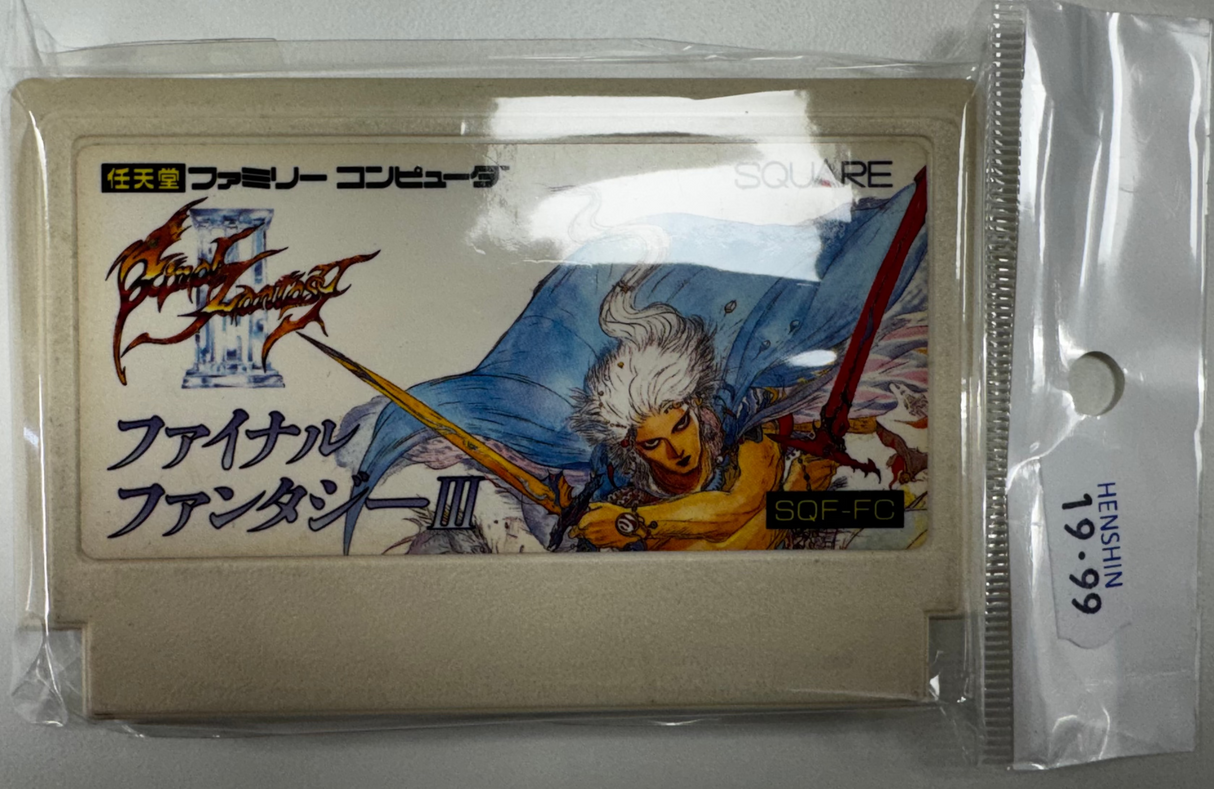 任天堂 ファミリー コンピュータ
SQUARE
Final Fantasy
III
ファイナル
ファンタジーIII
SQF-FC
HENSHIN
19.99